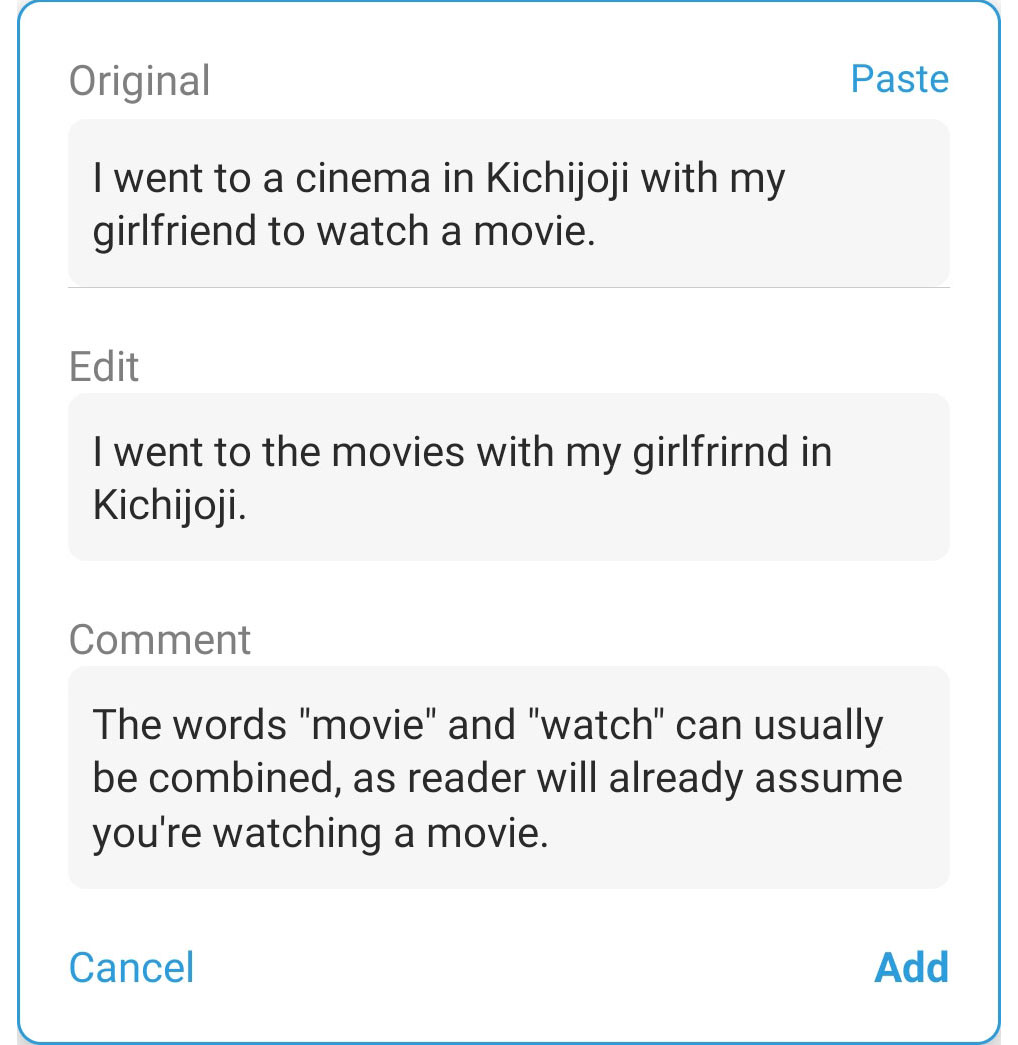 Original
Paste
I went to a cinema in Kichijoji with my
girlfriend to watch a movie.
Edit
I went to the movies with my girlfrirnd in
Kichijoji.
Comment
The words "movie" and "watch" can usually
be combined, as reader will already assume
you're watching a movie.
Cancel
Add